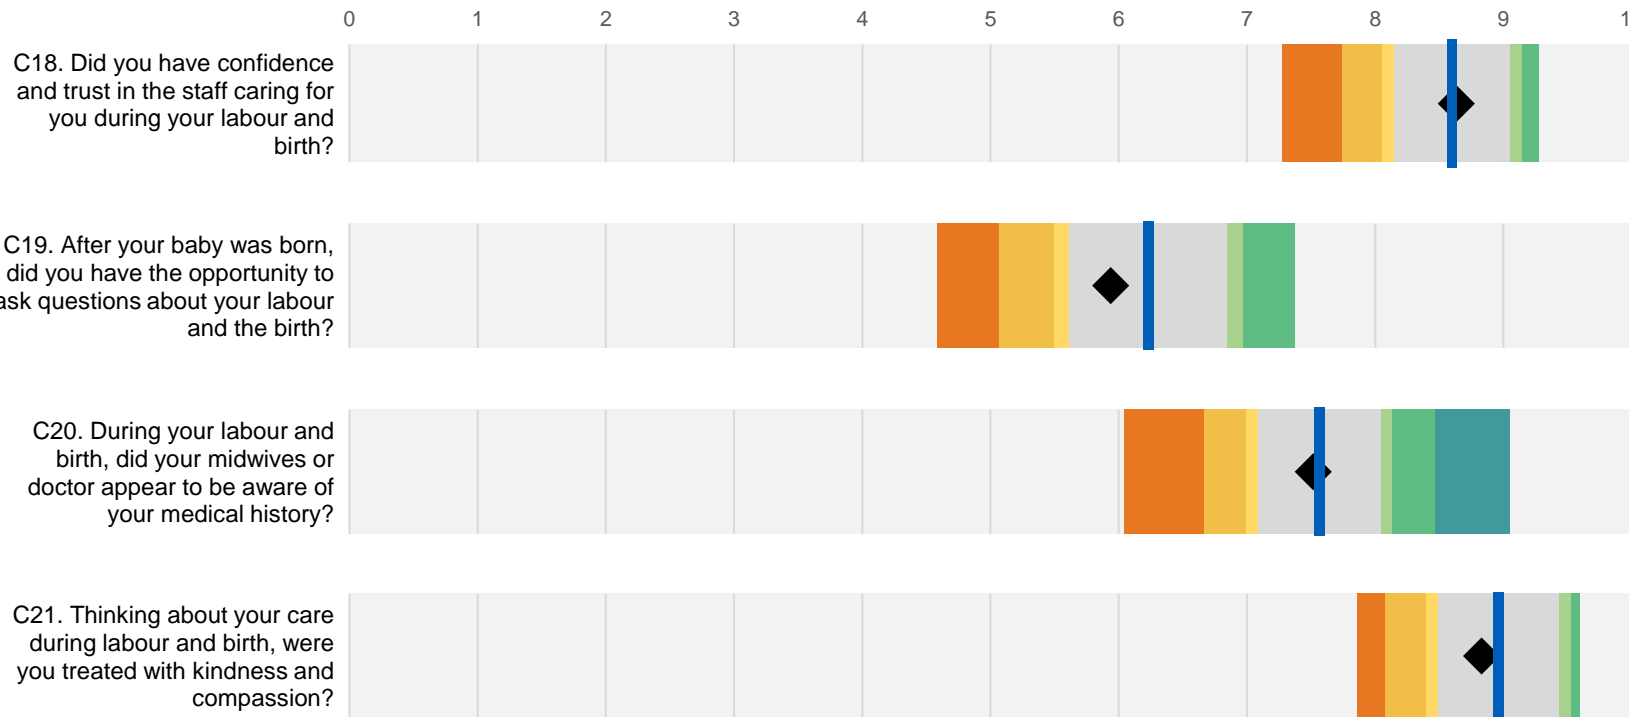 0 1 2 3 4 5 6 7 8 9 1
C18. Did you have confidence
and trust in the staff caring for
you during your labour and
birth?
C19. After your baby was born,
did you have the opportunity to
ask questions about your labour
and the birth?
C20. During your labour and
birth, did your midwives or
doctor appear to be aware of
your medical history?
C21. Thinking about your care
during labour and birth, were
you treated with kindness and
compassion?